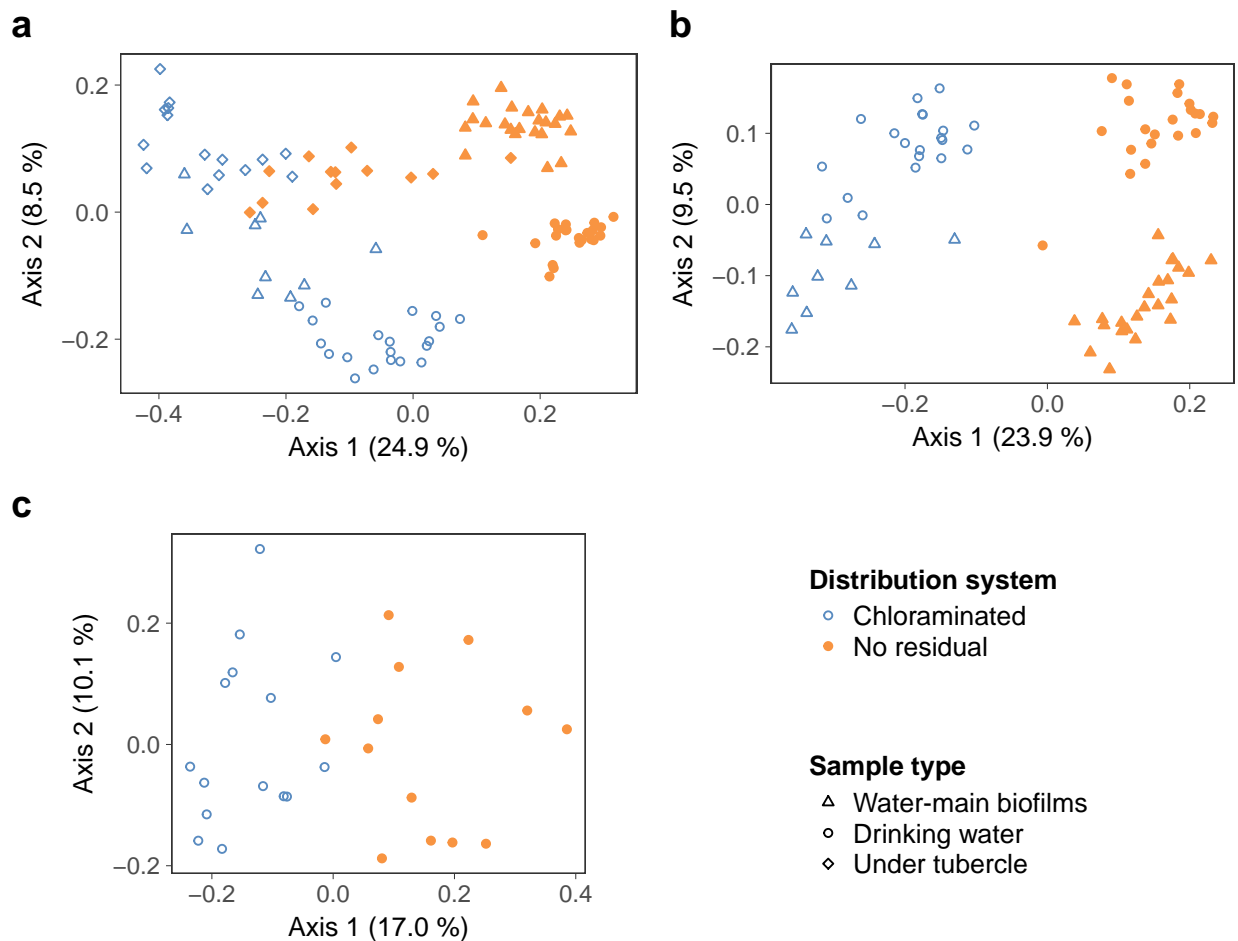 a
0.2
0.0
−0.2
Axis 2 (8.5 %)
−0.4
−0.2
0.0
0.2
Axis 1 (24.9 %)
b
0.1
0.0
−0.1
−0.2
Axis 2 (9.5 %)
−0.2
0.0
0.2
Axis 1 (23.9 %)
c
0.2
0.0
−0.2
Axis 2 (10.1 %)
−0.2
0.0
0.2
0.4
Axis 1 (17.0 %)
Distribution system
Chloraminated
No residual
Sample type
Water-main biofilms
Drinking water
Under tubercle